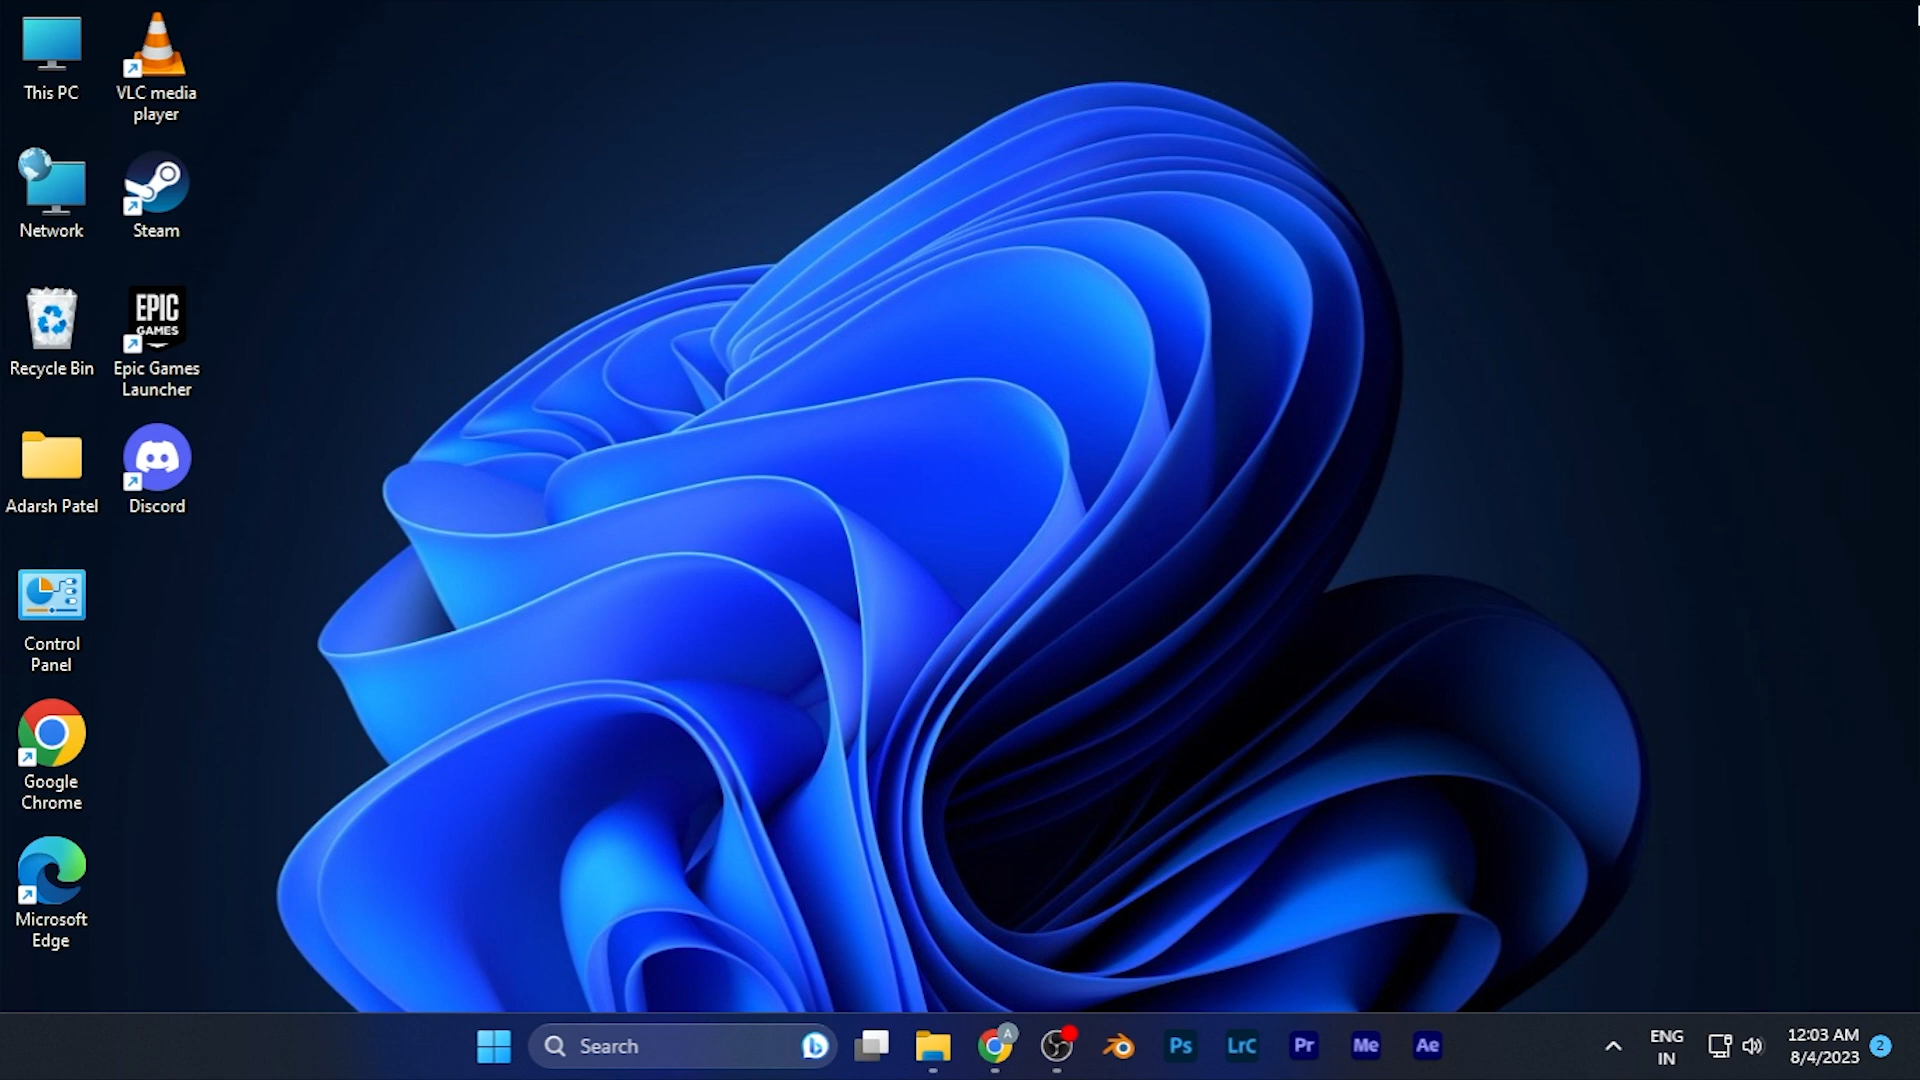 This PC
VLC media
player
Network
Steam
Recycle Bin
EPIC
GAMES
Epic Games
Launcher
Adarsh Patel
Discord
Control
Panel
Google
Chrome
Microsoft
Edge
Search
A
Ps
LrC
Pr
Me
Ae
ENG
IN
12:03 AM
8/4/2023
2